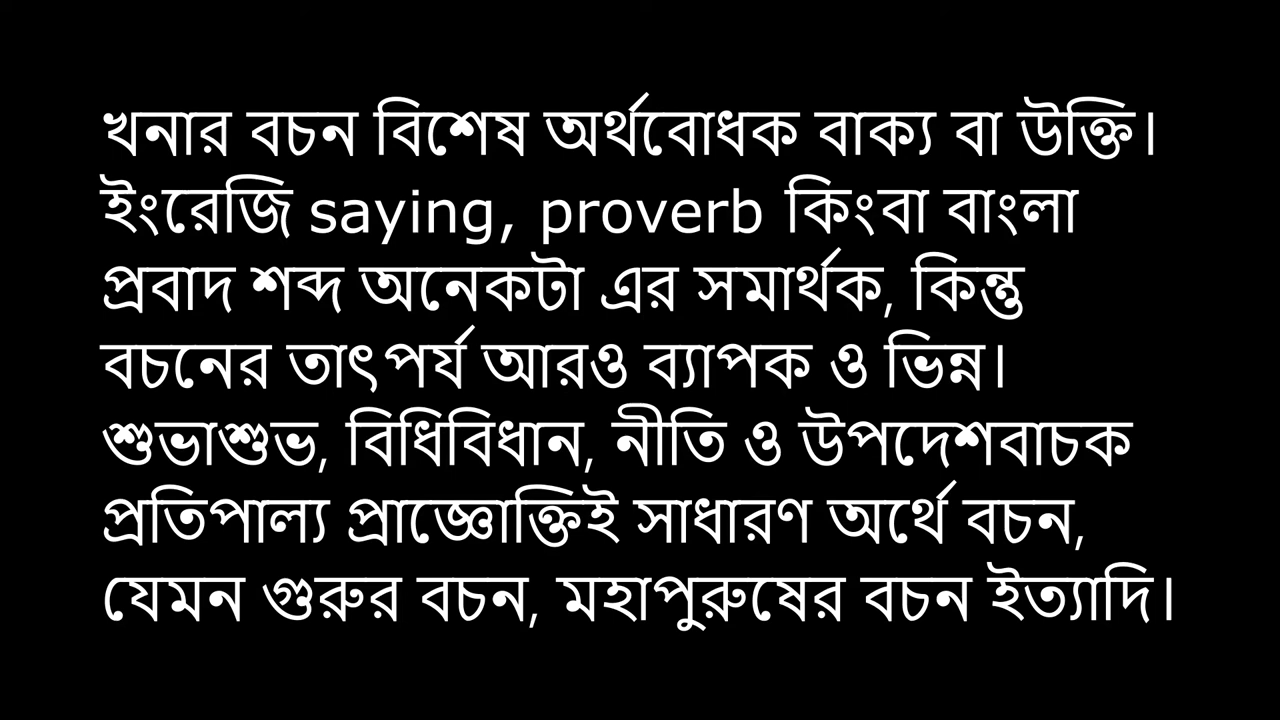 খনার বচন বিশেষ অর্থবোধক বাক্য বা উক্তি।
ইংরেজি saying, proverb কিংবা বাংলা
প্রবাদ শব্দ অনেকটা এর সমার্থক, কিন্তু
বচনের তাৎপর্য আরও ব্যাপক ও ভিন্ন।
শুভাশুভ, বিধিবিধান, নীতি ও উপদেশবাচক
প্রতিপাল্য প্রাজ্ঞোক্তিই সাধারণ অর্থে বচন,
যেমন গুরুর বচন, মহাপুরুষের বচন ইত্যাদি।